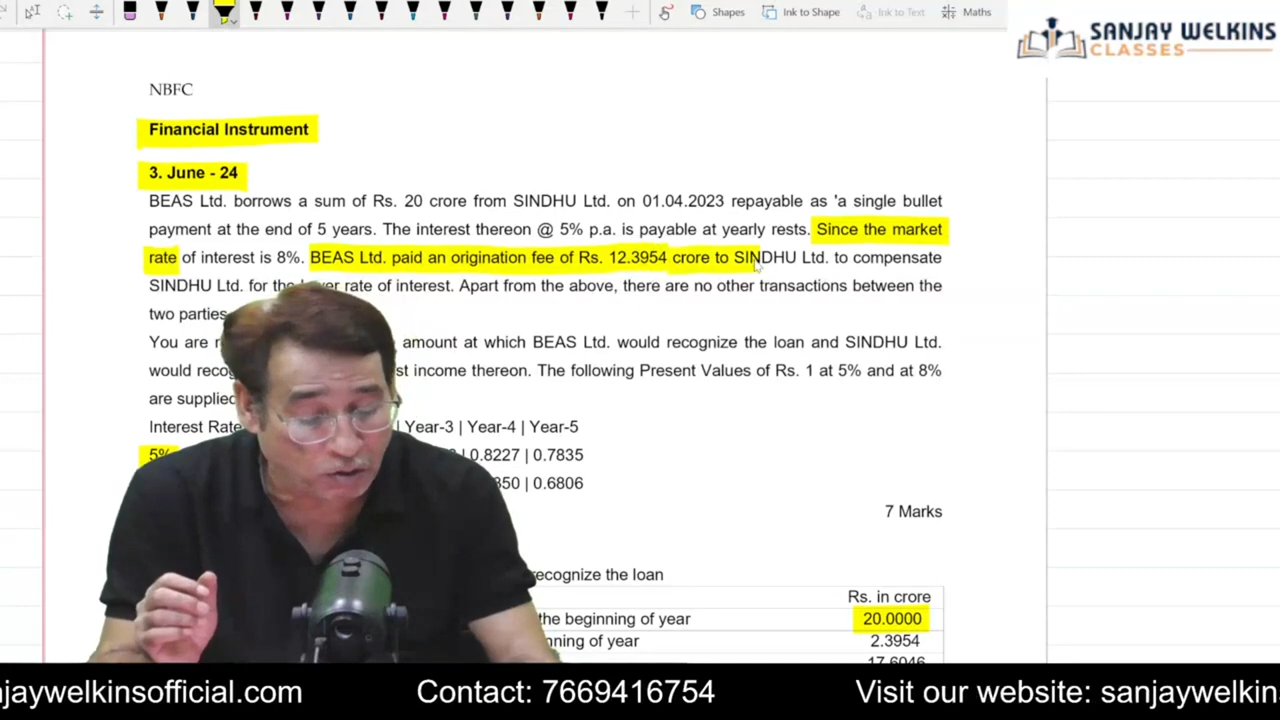 Shapes Ink to Shape Ink to Text Maths
SANJAY WELKINS
CLASSES
NBFC
Financial Instrument
3. June - 24
BEAS Ltd. borrows a sum of Rs. 20 crore from SINDHU Ltd. on 01.04.2023 repayable as 'a single bullet
payment at the end of 5 years. The interest thereon @ 5% p.a. is payable at yearly rests. Since the market
rate of interest is 8%. BEAS Ltd. paid an origination fee of Rs. 12.3954 crore to SINDHU Ltd. to compensate
SINDHU Ltd. for the rate of interest. Apart from the above, there are no other transactions between the
two parties
You are amount at which BEAS Ltd. would recognize the loan and SINDHU Ltd.
would income thereon. The following Present Values of Rs. 1 at 5% and at 8%
are supplied
Interest Rate | Year-3 | Year-4 | Year-5
5% | 0.8227 | 0.7835
| 0.6806
7 Marks
recognize the loan
Rs. in crore
the beginning of year 20.0000
of year 2.3954
17.6046
Contact: 7669416754 Visit our website: